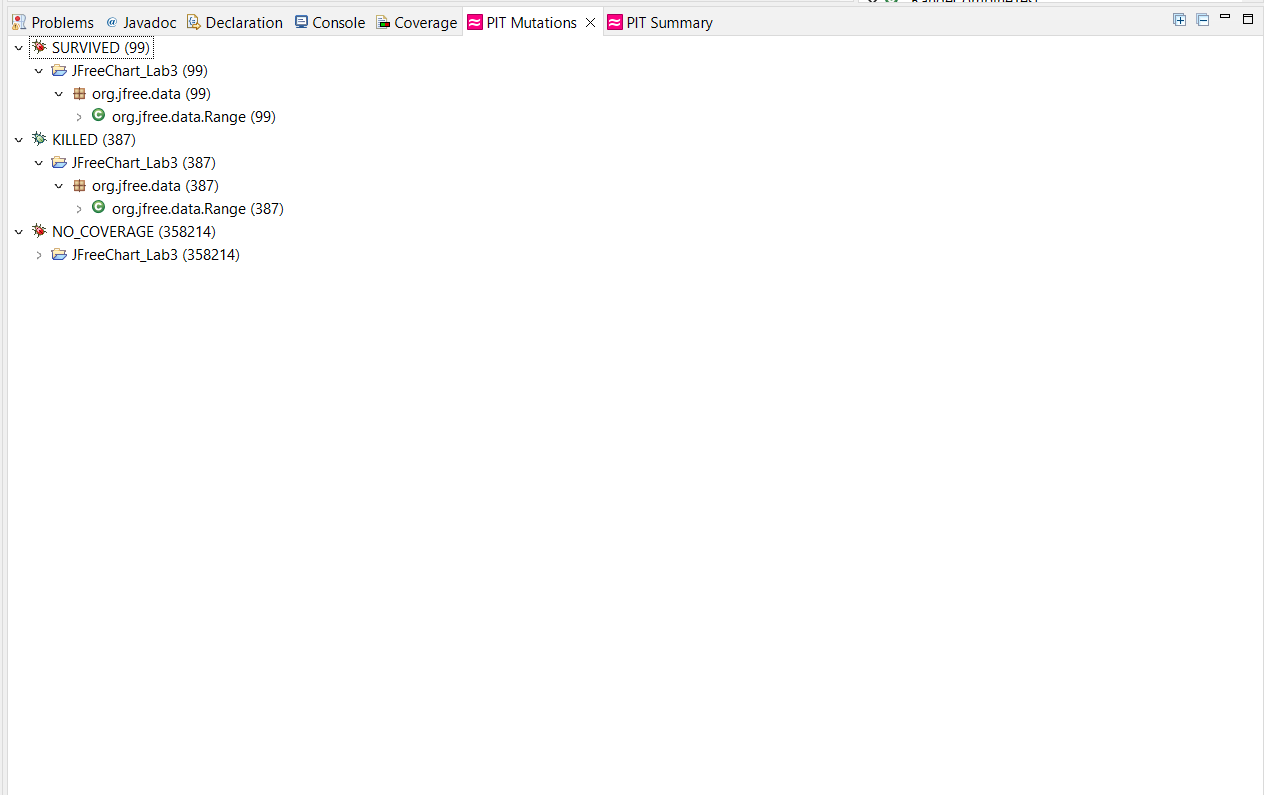 Problems @ Javadoc Declaration Console Coverage PIT Mutations PIT Summary
SURVIVED (99)
JFreeChart_Lab3 (99)
org.jfree.data (99)
org.jfree.data.Range (99)
KILLED (387)
JFreeChart_Lab3 (387)
org.jfree.data (387)
org.jfree.data.Range (387)
NO_COVERAGE (358214)
JFreeChart_Lab3 (358214)